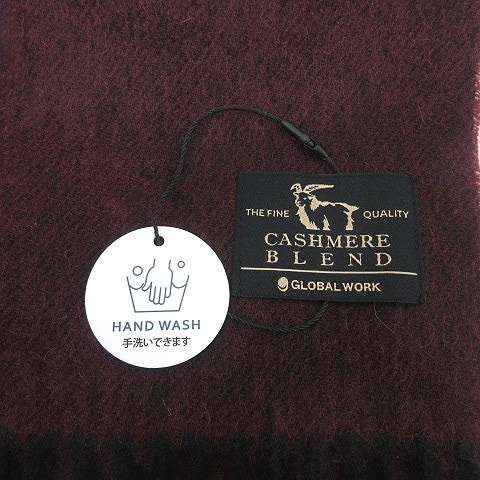 THE FINE QUALITY
CASHMERE
BLEND
GLOBAL WORK
HAND WASH
手洗いできます